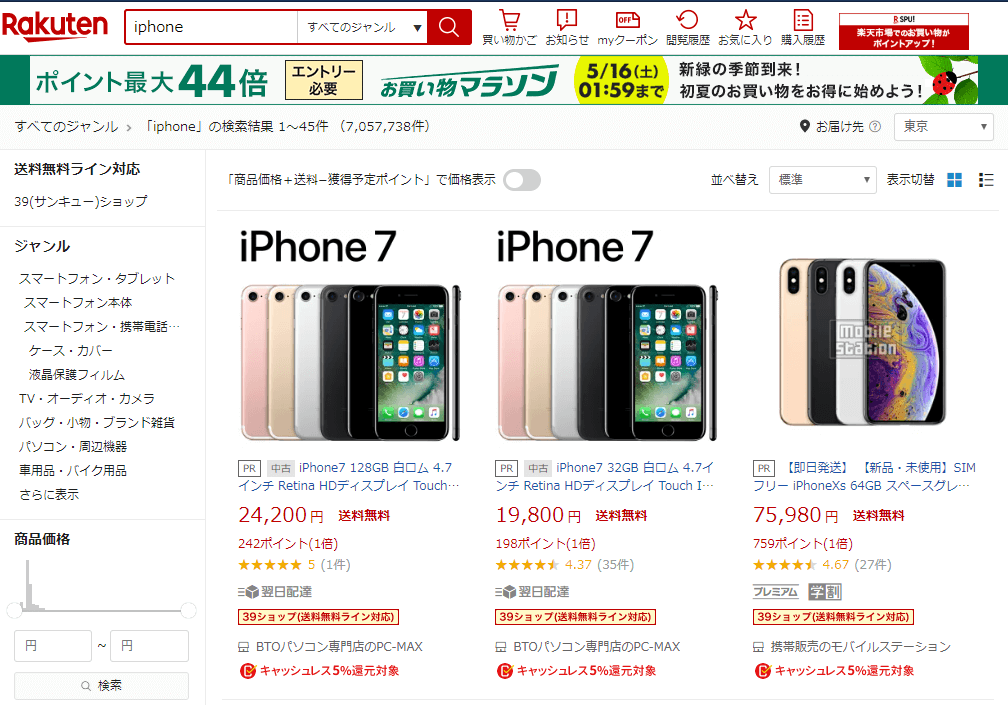 Rakuten
iphone
すべてのジャンル
買い物かご
お知らせ
myクーポン
閲覧履歴
お気に入り
購入履歴
OFF
R SPU!
楽天市場でのお買い物が
ポイントアップ!
ポイント最大44倍
エントリー
必要
お買い物マラソン
5/16(土)
01:59まで
新緑の季節到来!
初夏のお買い物をお得に始めよう!
すべてのジャンル › 「iphone」の検索結果 1～45件 （7,057,738件）
お届け先
東京
送料無料ライン対応
39(サンキュー)ショップ
ジャンル
スマートフォン・タブレット
スマートフォン本体
スマートフォン・携帯電話…
ケース・カバー
液晶保護フィルム
TV・オーディオ・カメラ
バッグ・小物・ブランド雑貨
パソコン・周辺機器
車用品・バイク用品
さらに表示
商品価格
円 ~ 円
検索
「商品価格＋送料－獲得予定ポイント」で価格表示
並べ替え
標準
表示切替
iPhone 7
PR 中古 iPhone7 128GB 白ロム 4.7
インチ Retina HDディスプレイ Touch…
24,200円 送料無料
242ポイント(1倍)
★★★★★ 5 (1件)
翌日配達
39ショップ(送料無料ライン対応)
BTOパソコン専門店のPC-MAX
キャッシュレス5%還元対象
iPhone 7
PR 中古 iPhone7 32GB 白ロム 4.7イ
ンチ Retina HDディスプレイ Touch I…
19,800円 送料無料
198ポイント(1倍)
4.37 (35件)
翌日配達
39ショップ(送料無料ライン対応)
BTOパソコン専門店のPC-MAX
キャッシュレス5%還元対象
mobile
station
PR 【即日発送】 【新品・未使用】SIM
フリー iPhoneXs 64GB スペースグレ…
75,980円 送料無料
759ポイント(1倍)
4.67 (27件)
プレミアム 学割
39ショップ(送料無料ライン対応)
携帯販売のモバイルステーション
キャッシュレス5%還元対象